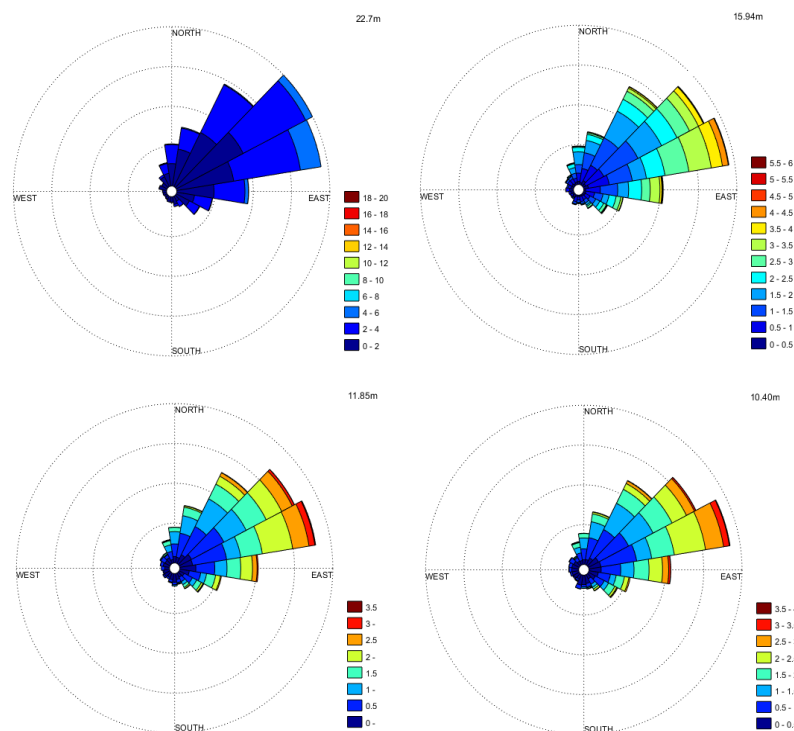 22.7m
NORTH
WEST
EAST
SOUTH
18 - 20
16 - 18
14 - 16
12 - 14
10 - 12
8 - 10
6 - 8
4 - 6
2 - 4
0 - 2
15.94m
NORTH
WEST
EAST
SOUTH
5.5 - 6
5 - 5.5
4.5 - 5
4 - 4.5
3.5 - 4
3 - 3.5
2.5 - 3
2 - 2.5
1.5 - 2
1 - 1.5
0.5 - 1
0 - 0.5
11.85m
NORTH
WEST
EAST
SOUTH
3.5
3 -
2.5
2 -
1.5
1 -
0.5
0 -
10.40m
NORTH
WEST
EAST
SOUTH
3.5 -
3 - 3.
2.5 -
2 - 2.
1.5 -
1 - 1.
0.5 -
0 - 0.